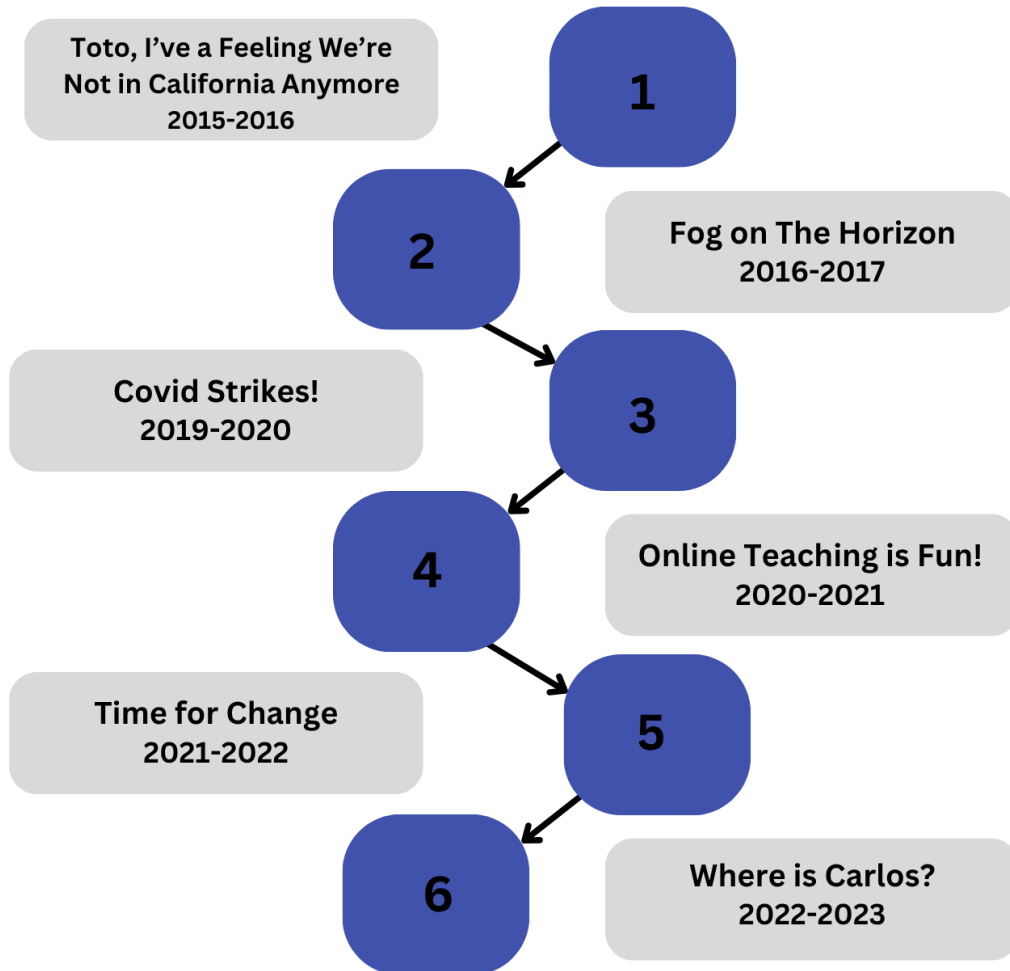 Toto, I’ve a Feeling We’re
Not in California Anymore
2015-2016
1
2
Fog on The Horizon
2016-2017
Covid Strikes!
2019-2020
3
4
Online Teaching is Fun!
2020-2021
Time for Change
2021-2022
5
6
Where is Carlos?
2022-2023